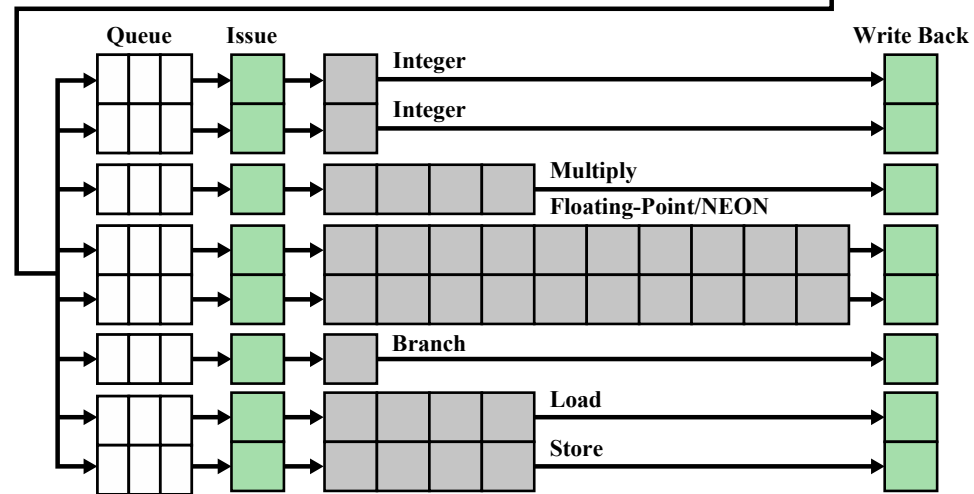 Queue Issue Write Back
Integer
Integer
Multiply
Floating-Point/NEON
Branch
Load
Store